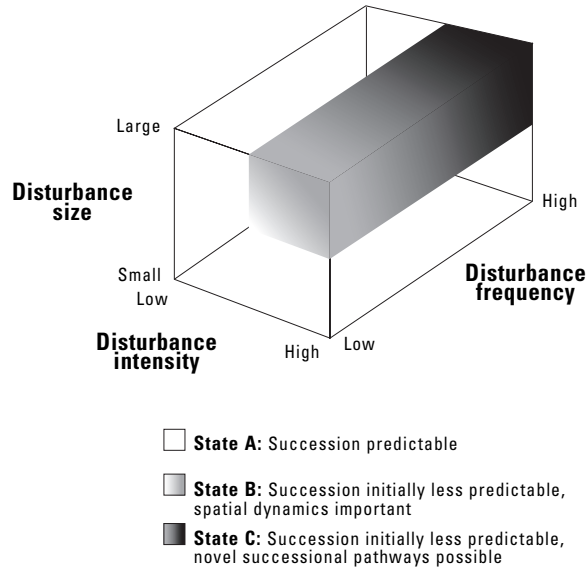 Large
Disturbance
size
Small
Low
Disturbance
intensity
High
Low
High
Disturbance
frequency
State A: Succession predictable
State B: Succession initially less predictable,
spatial dynamics important
State C: Succession initially less predictable,
novel successional pathways possible